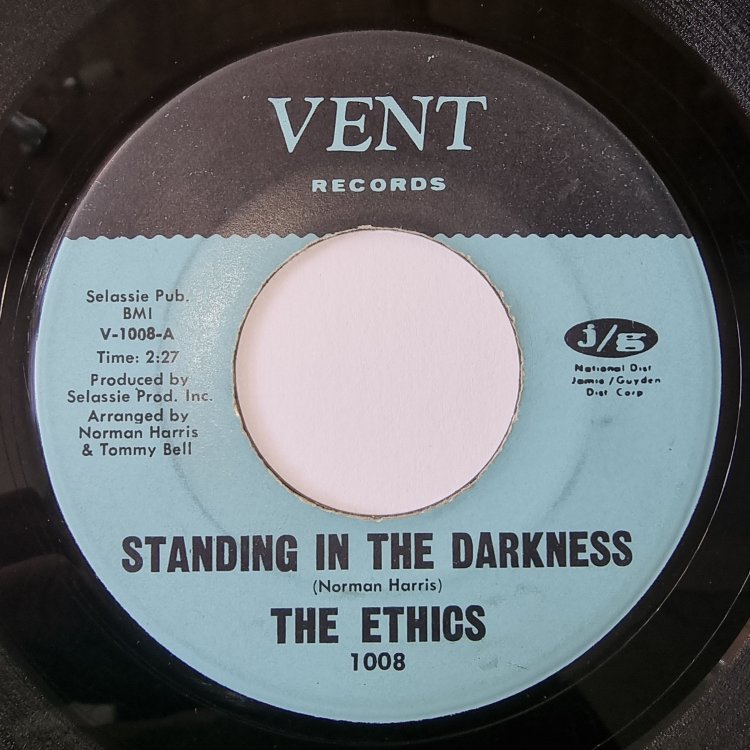 VENT
RECORDS
Selassie Pub.
BMI
V-1008-A
Time: 2:27
Produced by
Selassie Prod. Inc.
Arranged by
Norman Harris
& Tommy Bell
j/g
National Dist
Jamie/Guyden
Dist Corp
STANDING IN THE DARKNESS
(Norman Harris)
THE ETHICS
1008